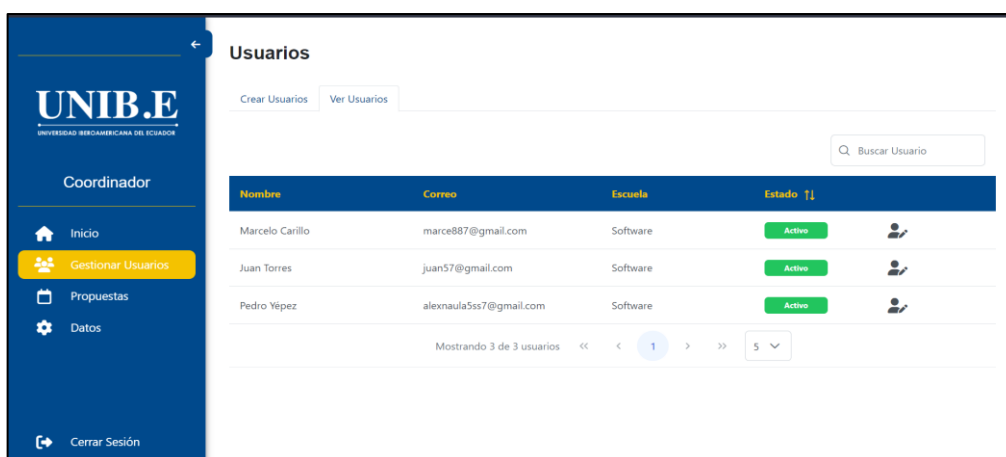 Usuarios
Crear Usuarios Ver Usuarios
UNIB.E
UNIVERSIDAD IBEROAMERICANA DEL ECUADOR
Coordinador
Inicio
Gestionar Usuarios
Propuestas
Datos
Cerrar Sesión
Buscar Usuario
Nombre Correo Escuela Estado
Marcelo Carillo marce887@gmail.com Software Activo
Juan Torres juan57@gmail.com Software Activo
Pedro Yépez alexnaula5ss7@gmail.com Software Activo
Mostrando 3 de 3 usuarios << < 1 > >> 5